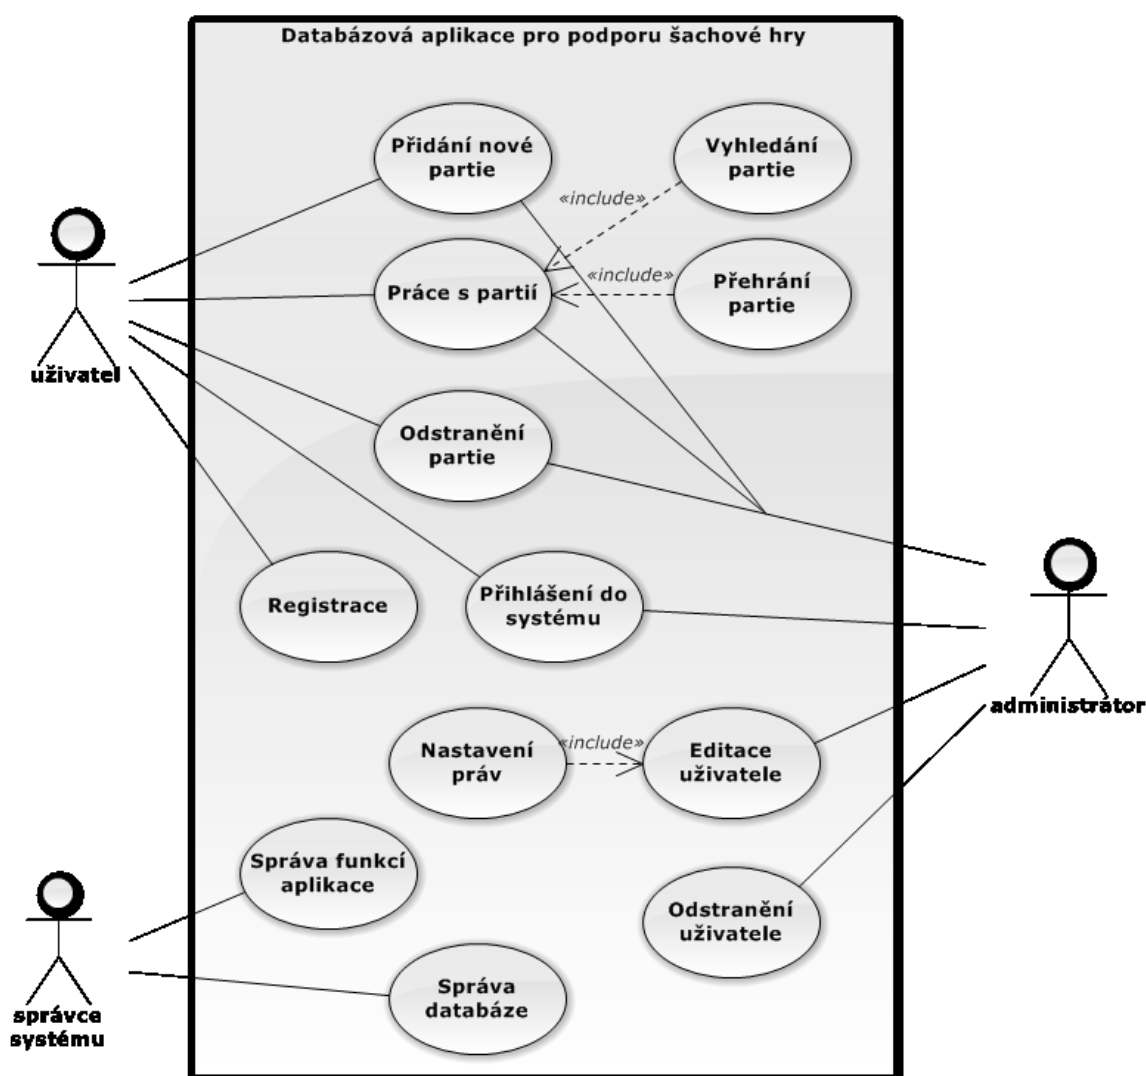 Databázová aplikace pro podporu šachové hry
Přidání nové
partie
Vyhledání
partie
«include»
Práce s partií
«include»
Přehrání
partie
uživatel
Odstranění
partie
Registrace
Přihlášení do
systému
administrátor
Nastavení
práv
«include»
Editace
uživatele
Správa funkcí
aplikace
Odstranění
uživatele
Správa
databáze
správce
systému